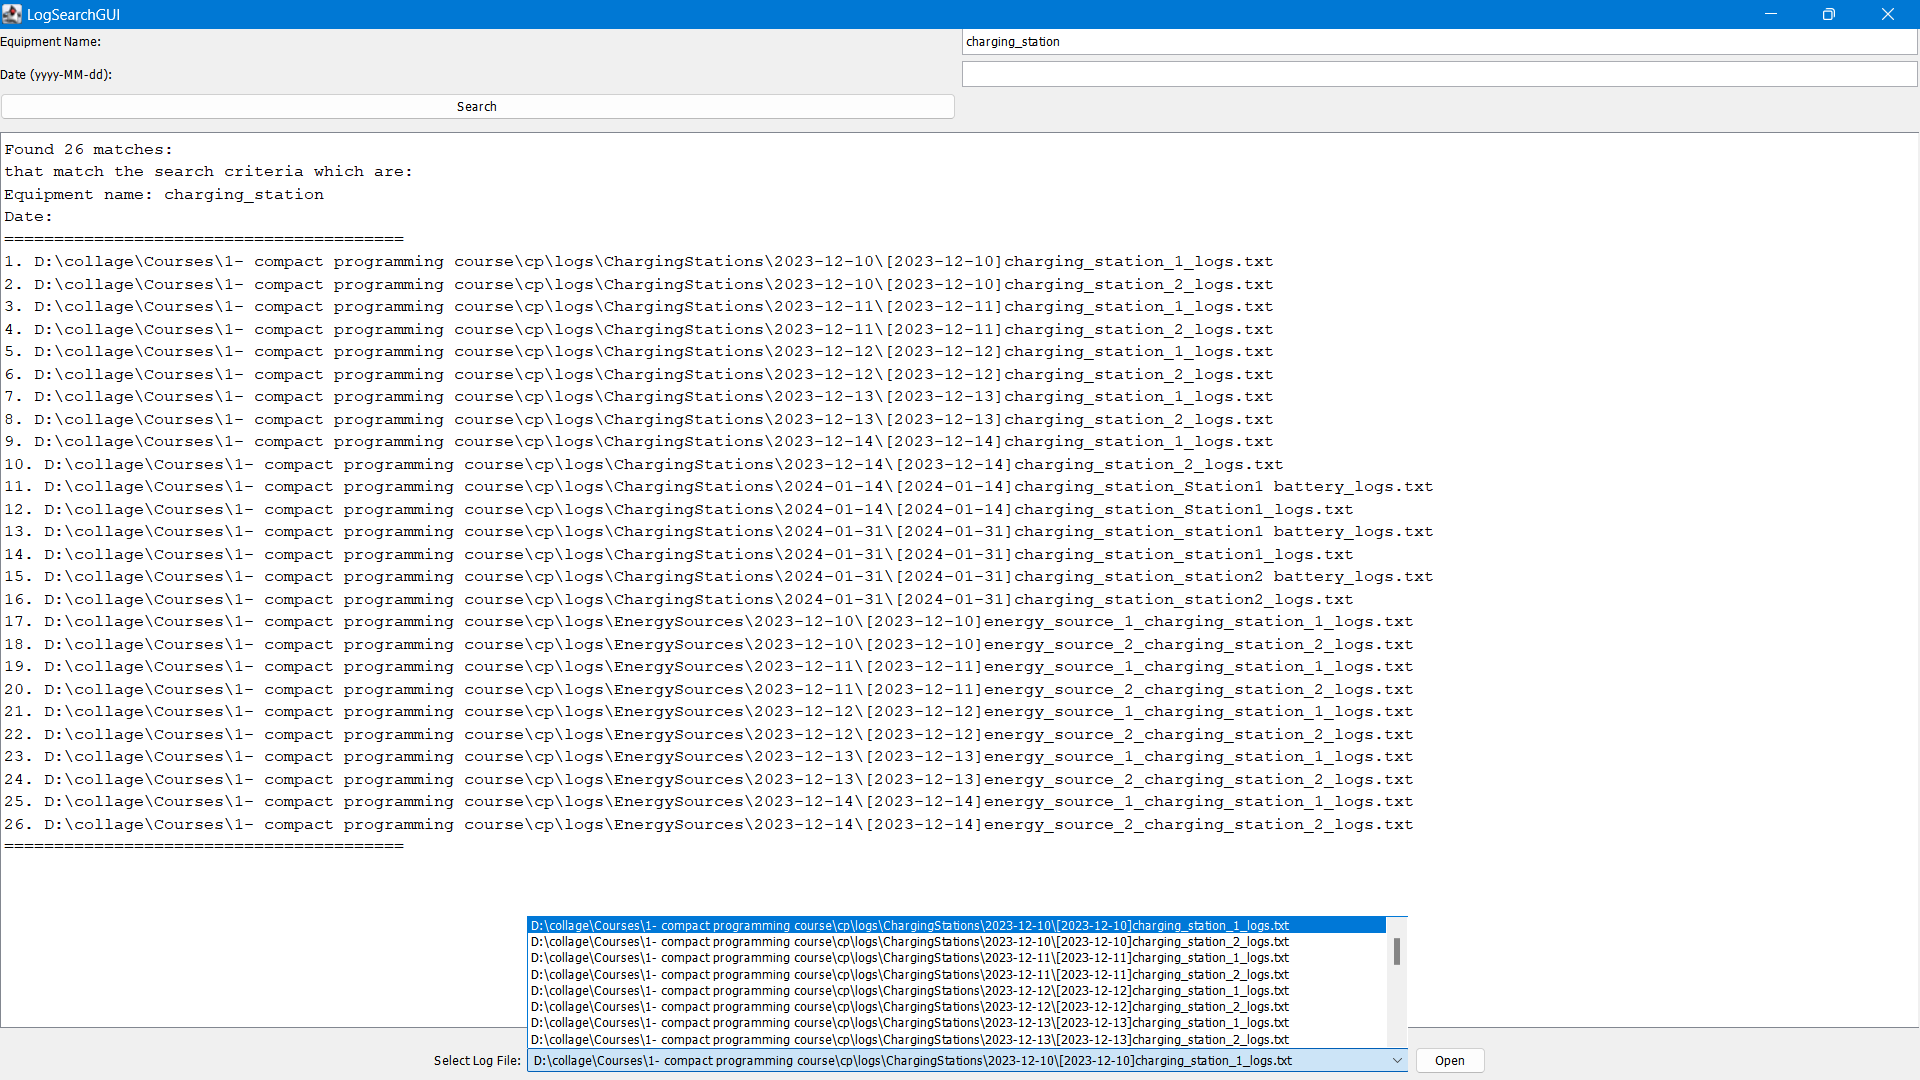 LogSearchGUI
Equipment Name:
charging_station
Date (yyyy-MM-dd):
Search
Found 26 matches:
that match the search criteria which are:
Equipment name: charging_station
Date:
========================================
1. D:\collage\Courses\1- compact programming course\cp\logs\ChargingStations\2023-12-10\[2023-12-10]charging_station_1_logs.txt
2. D:\collage\Courses\1- compact programming course\cp\logs\ChargingStations\2023-12-10\[2023-12-10]charging_station_2_logs.txt
3. D:\collage\Courses\1- compact programming course\cp\logs\ChargingStations\2023-12-11\[2023-12-11]charging_station_1_logs.txt
4. D:\collage\Courses\1- compact programming course\cp\logs\ChargingStations\2023-12-11\[2023-12-11]charging_station_2_logs.txt
5. D:\collage\Courses\1- compact programming course\cp\logs\ChargingStations\2023-12-12\[2023-12-12]charging_station_1_logs.txt
6. D:\collage\Courses\1- compact programming course\cp\logs\ChargingStations\2023-12-12\[2023-12-12]charging_station_2_logs.txt
7. D:\collage\Courses\1- compact programming course\cp\logs\ChargingStations\2023-12-13\[2023-12-13]charging_station_1_logs.txt
8. D:\collage\Courses\1- compact programming course\cp\logs\ChargingStations\2023-12-13\[2023-12-13]charging_station_2_logs.txt
9. D:\collage\Courses\1- compact programming course\cp\logs\ChargingStations\2023-12-14\[2023-12-14]charging_station_1_logs.txt
10. D:\collage\Courses\1- compact programming course\cp\logs\ChargingStations\2023-12-14\[2023-12-14]charging_station_2_logs.txt
11. D:\collage\Courses\1- compact programming course\cp\logs\ChargingStations\2024-01-14\[2024-01-14]charging_station_Station1 battery_logs.txt
12. D:\collage\Courses\1- compact programming course\cp\logs\ChargingStations\2024-01-14\[2024-01-14]charging_station_Station1_logs.txt
13. D:\collage\Courses\1- compact programming course\cp\logs\ChargingStations\2024-01-31\[2024-01-31]charging_station_station1 battery_logs.txt
14. D:\collage\Courses\1- compact programming course\cp\logs\ChargingStations\2024-01-31\[2024-01-31]charging_station_station1_logs.txt
15. D:\collage\Courses\1- compact programming course\cp\logs\ChargingStations\2024-01-31\[2024-01-31]charging_station_station2 battery_logs.txt
16. D:\collage\Courses\1- compact programming course\cp\logs\ChargingStations\2024-01-31\[2024-01-31]charging_station_station2_logs.txt
17. D:\collage\Courses\1- compact programming course\cp\logs\EnergySources\2023-12-10\[2023-12-10]energy_source_1_charging_station_1_logs.txt
18. D:\collage\Courses\1- compact programming course\cp\logs\EnergySources\2023-12-10\[2023-12-10]energy_source_2_charging_station_2_logs.txt
19. D:\collage\Courses\1- compact programming course\cp\logs\EnergySources\2023-12-11\[2023-12-11]energy_source_1_charging_station_1_logs.txt
20. D:\collage\Courses\1- compact programming course\cp\logs\EnergySources\2023-12-11\[2023-12-11]energy_source_2_charging_station_2_logs.txt
21. D:\collage\Courses\1- compact programming course\cp\logs\EnergySources\2023-12-12\[2023-12-12]energy_source_1_charging_station_1_logs.txt
22. D:\collage\Courses\1- compact programming course\cp\logs\EnergySources\2023-12-12\[2023-12-12]energy_source_2_charging_station_2_logs.txt
23. D:\collage\Courses\1- compact programming course\cp\logs\EnergySources\2023-12-13\[2023-12-13]energy_source_1_charging_station_1_logs.txt
24. D:\collage\Courses\1- compact programming course\cp\logs\EnergySources\2023-12-13\[2023-12-13]energy_source_2_charging_station_2_logs.txt
25. D:\collage\Courses\1- compact programming course\cp\logs\EnergySources\2023-12-14\[2023-12-14]energy_source_1_charging_station_1_logs.txt
26. D:\collage\Courses\1- compact programming course\cp\logs\EnergySources\2023-12-14\[2023-12-14]energy_source_2_charging_station_2_logs.txt
========================================
D:\collage\Courses\1- compact programming course\cp\logs\ChargingStations\2023-12-10\[2023-12-10]charging_station_1_logs.txt
D:\collage\Courses\1- compact programming course\cp\logs\ChargingStations\2023-12-10\[2023-12-10]charging_station_2_logs.txt
D:\collage\Courses\1- compact programming course\cp\logs\ChargingStations\2023-12-11\[2023-12-11]charging_station_1_logs.txt
D:\collage\Courses\1- compact programming course\cp\logs\ChargingStations\2023-12-11\[2023-12-11]charging_station_2_logs.txt
D:\collage\Courses\1- compact programming course\cp\logs\ChargingStations\2023-12-12\[2023-12-12]charging_station_1_logs.txt
D:\collage\Courses\1- compact programming course\cp\logs\ChargingStations\2023-12-12\[2023-12-12]charging_station_2_logs.txt
D:\collage\Courses\1- compact programming course\cp\logs\ChargingStations\2023-12-13\[2023-12-13]charging_station_1_logs.txt
D:\collage\Courses\1- compact programming course\cp\logs\ChargingStations\2023-12-13\[2023-12-13]charging_station_2_logs.txt
Select Log File:
D:\collage\Courses\1- compact programming course\cp\logs\ChargingStations\2023-12-10\[2023-12-10]charging_station_1_logs.txt
Open